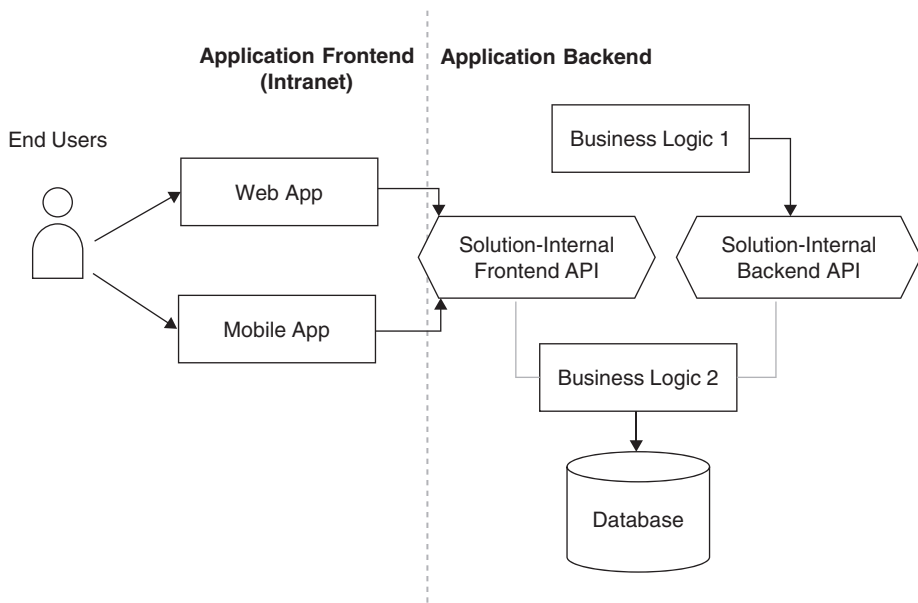 Application Frontend
(Intranet)
Application Backend
End Users
Web App
Mobile App
Business Logic 1
Solution-Internal
Frontend API
Solution-Internal
Backend API
Business Logic 2
Database